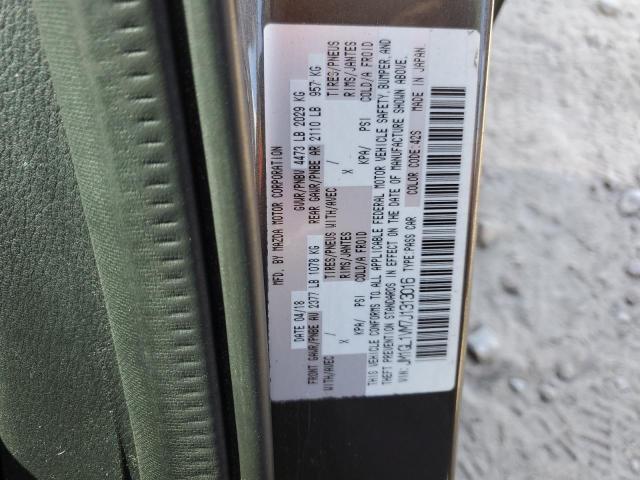 MFD. BY MAZDA MOTOR CORPORATION
DATE 04/18 GVWR/PNBV 4473 LB 2029 KG
FRONT GAWR/PNBE AV 2377 LB 1078 KG REAR GAWR/PNBE AR 2110 LB 957 KG
WITH/AVEC TIRES/PNEUS WITH/AVEC TIRES/PNEUS
X RIMS/JANTES X RIMS/JANTES
KPA/ PSI COLD/A FROID KPA/ PSI COLD/A FROID
THIS VEHICLE CONFORMS TO ALL APPLICABLE FEDERAL MOTOR VEHICLE SAFETY, BUMPER, AND
THEFT PREVENTION STANDARDS IN EFFECT ON THE DATE OF MANUFACTURE SHOWN ABOVE.
VIN: JM1GL1VM7J1313016 TYPE:PASS CAR COLOR CODE:42S MADE IN JAPAN